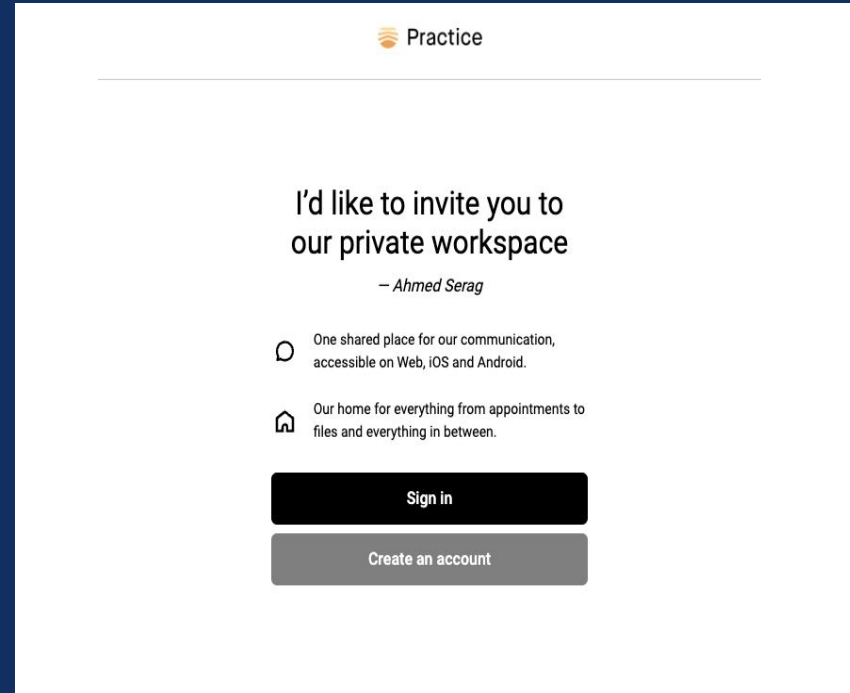 Practice
I'd like to invite you to
our private workspace
– Ahmed Serag
One shared place for our communication,
accessible on Web, iOS and Android.
Our home for everything from appointments to
files and everything in between.
Sign in
Create an account